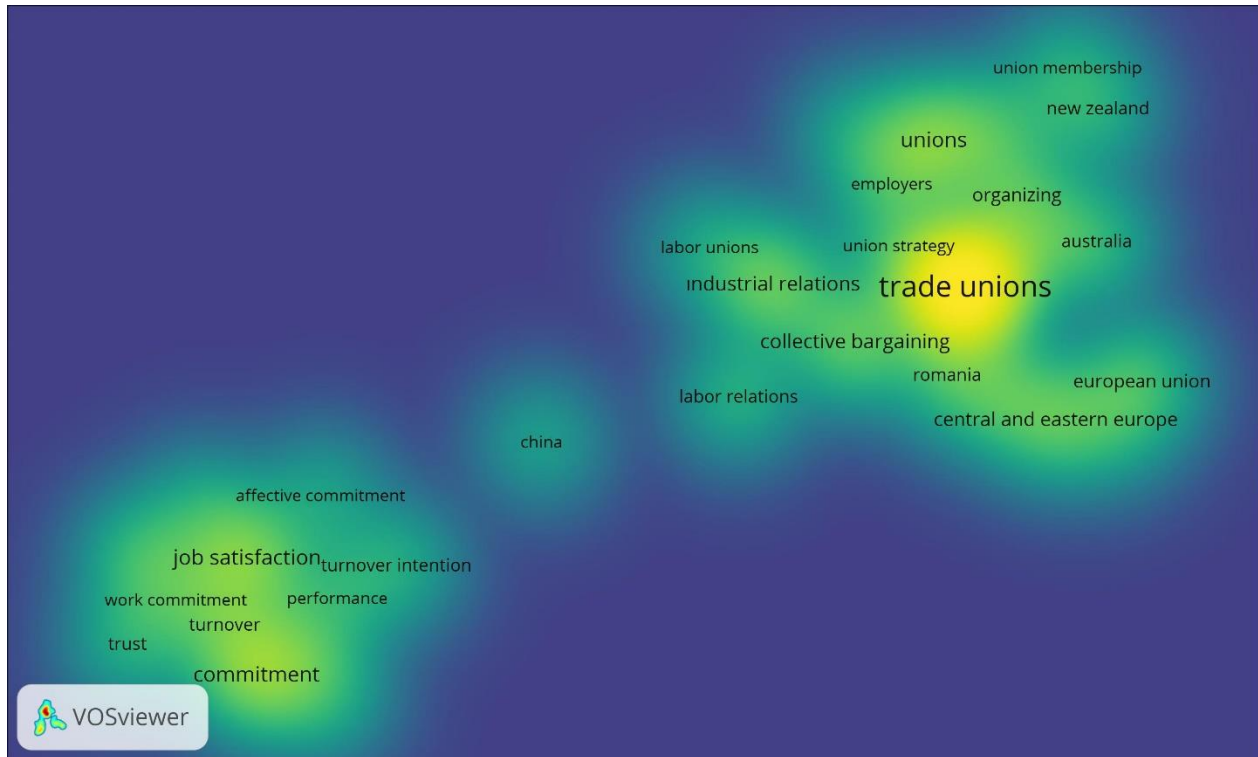 union membership
new zealand
unions
employers
organizing
labor unions
union strategy
australia
ındustrial relations
trade unions
collective bargaining
romania
european union
labor relations
central and eastern europe
china
affective commitment
job satisfaction
turnover intention
work commitment
performance
turnover
trust
commitment
VOSviewer